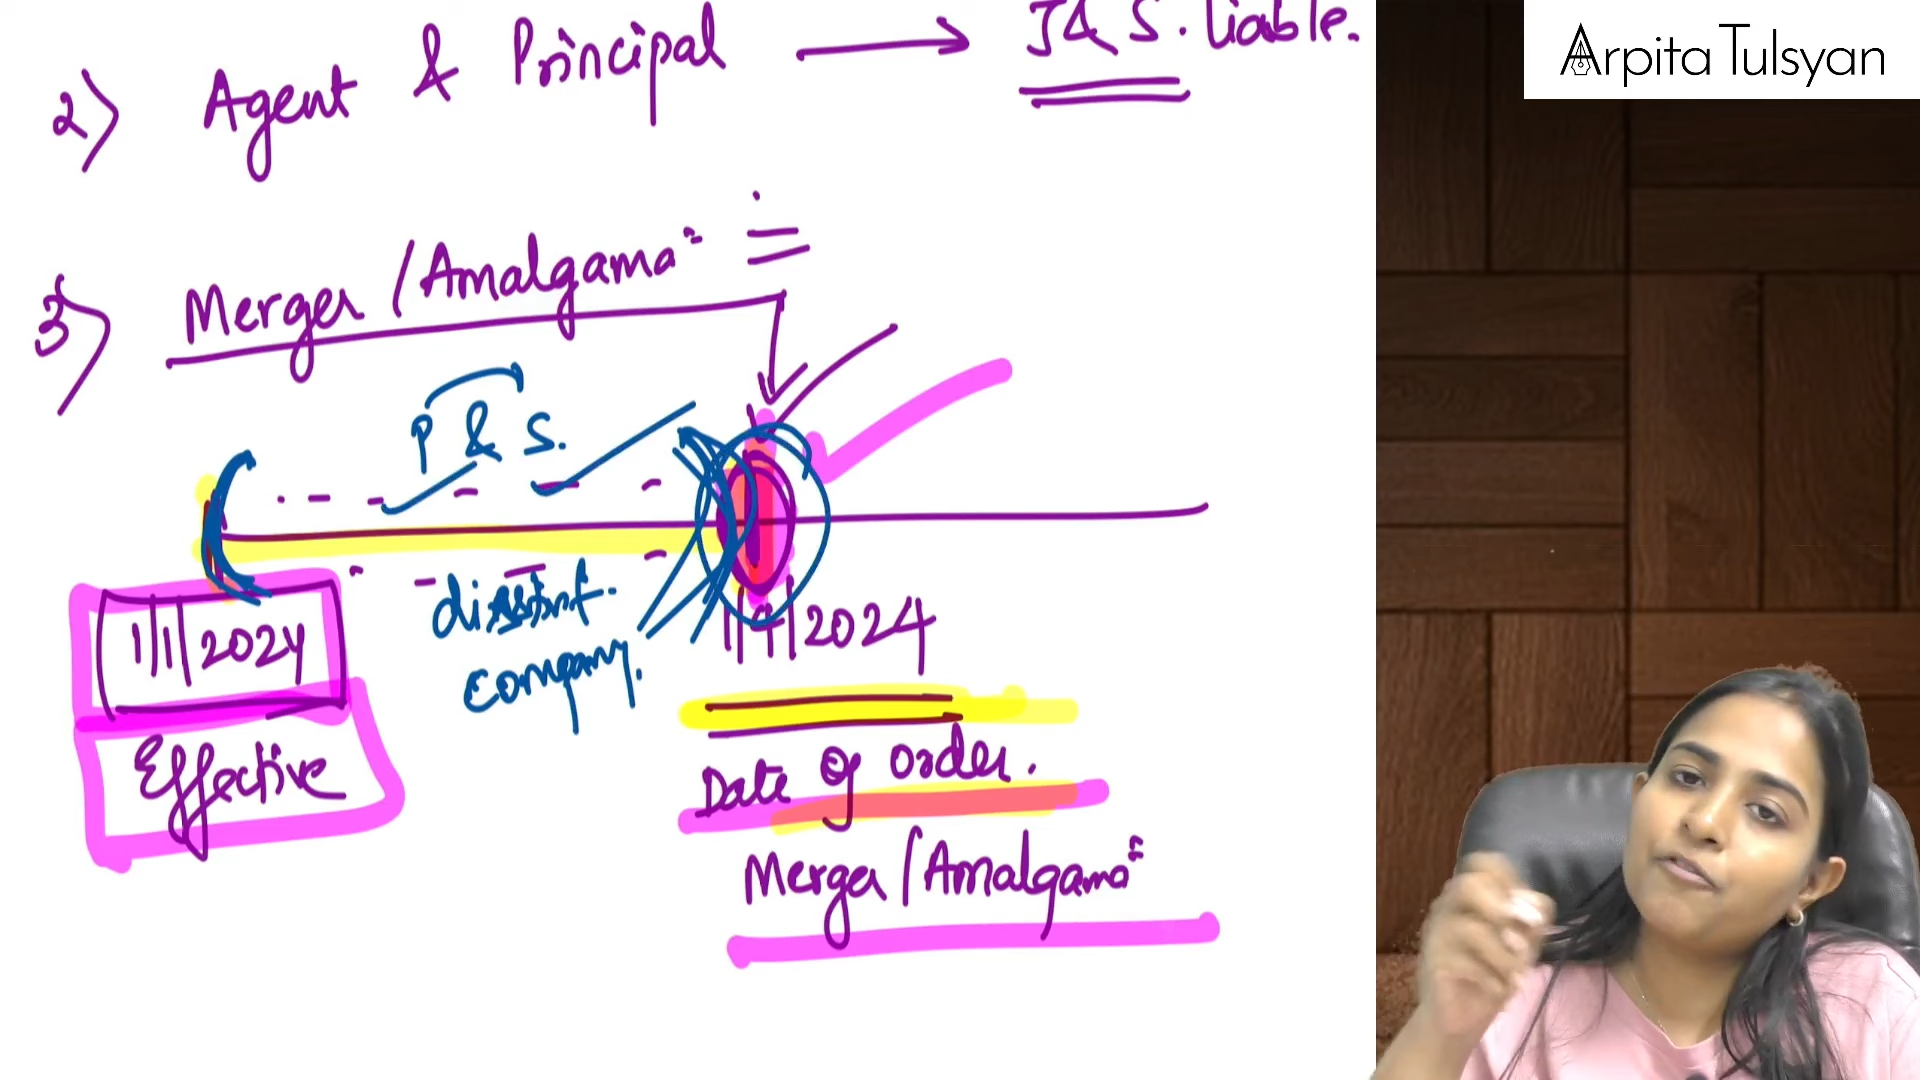 Arpita Tulsyan
2) Agent & Principal → J & S. liable.
3) Merger / Amalgama=
P & S.
distinct
company.
1/1/2024
1/4/2024
Effective
Date of order.
Merger / Amalgama=